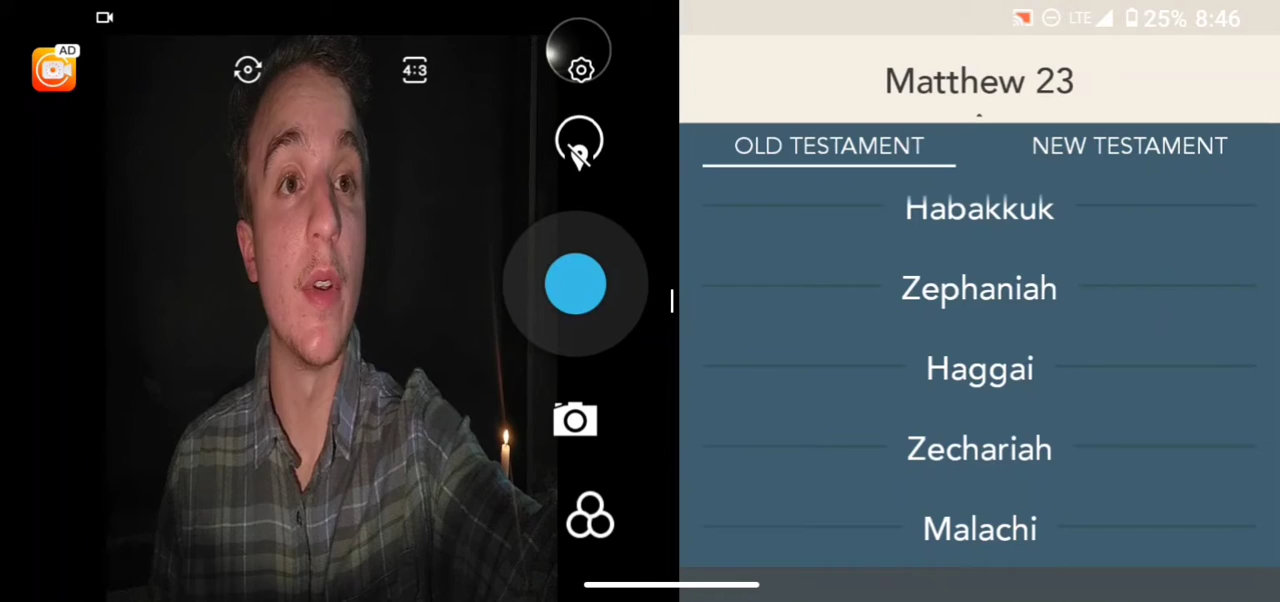 AD
4:3
LTE 25% 8:46
Matthew 23
OLD TESTAMENT NEW TESTAMENT
Habakkuk
Zephaniah
Haggai
Zechariah
Malachi